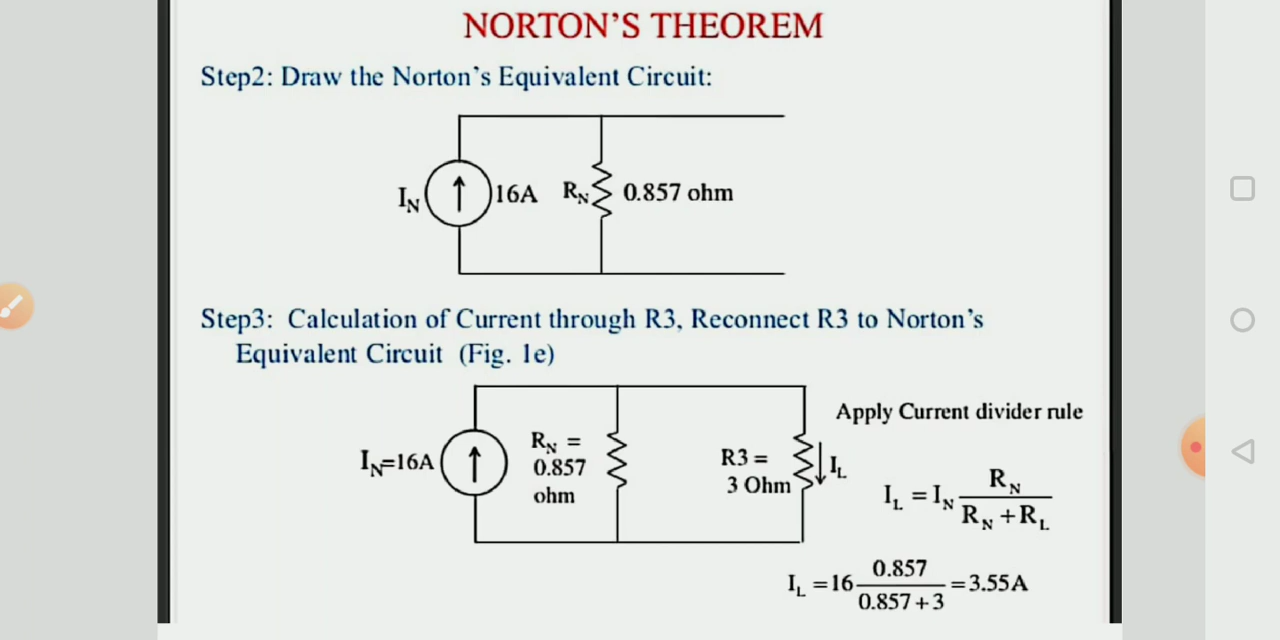 NORTON'S THEOREM
Step2: Draw the Norton's Equivalent Circuit:
IN 16A RN 0.857 ohm
Step3: Calculation of Current through R3, Reconnect R3 to Norton's
Equivalent Circuit (Fig. 1e)
Apply Current divider rule
IN=16A
RN =
0.857
ohm
R3 =
3 Ohm
IL
IL = IN RN / RN + RL
IL = 16 0.857 / 0.857 + 3 = 3.55A